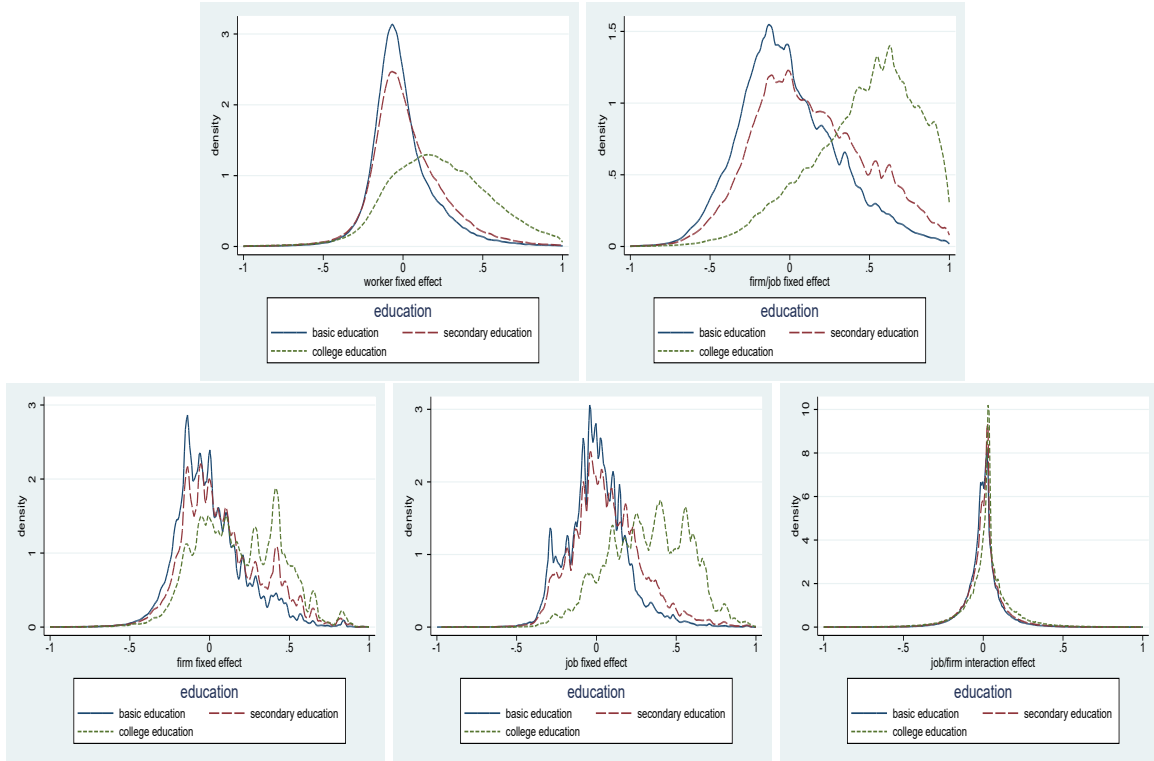 density
3
2
1
0
-1
-.5
0
.5
1
worker fixed effect
education
basic education
secondary education
college education
density
1.5
1
.5
0
-1
-.5
0
.5
1
firm/job fixed effect
education
basic education
secondary education
college education
density
3
2
1
0
-1
-.5
0
.5
1
firm fixed effect
education
basic education
secondary education
college education
density
3
2
1
0
-1
-.5
0
.5
1
job fixed effect
education
basic education
secondary education
college education
density
10
8
6
4
2
0
-1
-.5
0
.5
1
job/firm interaction effect
education
basic education
secondary education
college education